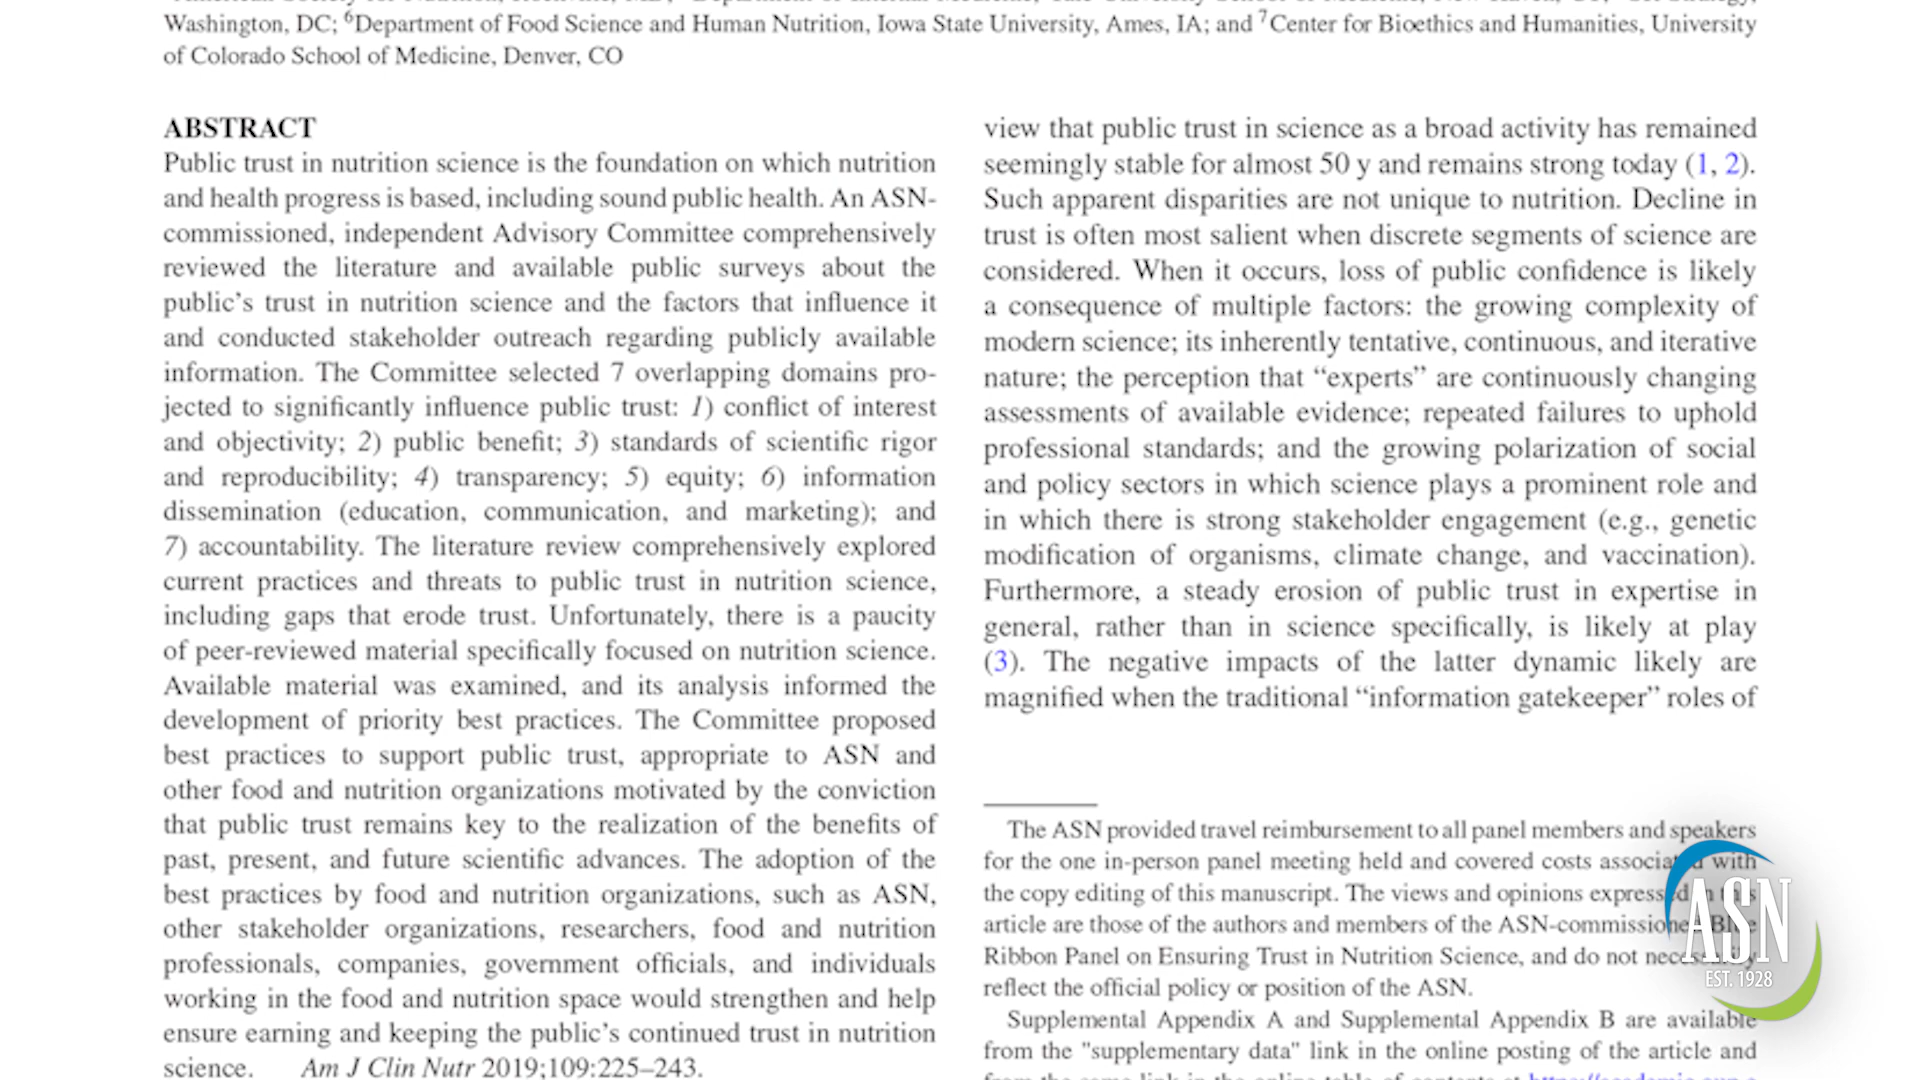 Washington, DC; 6Department of Food Science and Human Nutrition, Iowa State University, Ames, IA; and 7Center for Bioethics and Humanities, University
of Colorado School of Medicine, Denver, CO
ABSTRACT
Public trust in nutrition science is the foundation on which nutrition
and health progress is based, including sound public health. An ASN-
commissioned, independent Advisory Committee comprehensively
reviewed the literature and available public surveys about the
public’s trust in nutrition science and the factors that influence it
and conducted stakeholder outreach regarding publicly available
information. The Committee selected 7 overlapping domains pro-
jected to significantly influence public trust: 1) conflict of interest
and objectivity; 2) public benefit; 3) standards of scientific rigor
and reproducibility; 4) transparency; 5) equity; 6) information
dissemination (education, communication, and marketing); and
7) accountability. The literature review comprehensively explored
current practices and threats to public trust in nutrition science,
including gaps that erode trust. Unfortunately, there is a paucity
of peer-reviewed material specifically focused on nutrition science.
Available material was examined, and its analysis informed the
development of priority best practices. The Committee proposed
best practices to support public trust, appropriate to ASN and
other food and nutrition organizations motivated by the conviction
that public trust remains key to the realization of the benefits of
past, present, and future scientific advances. The adoption of the
best practices by food and nutrition organizations, such as ASN,
other stakeholder organizations, researchers, food and nutrition
professionals, companies, government officials, and individuals
working in the food and nutrition space would strengthen and help
ensure earning and keeping the public’s continued trust in nutrition
science. Am J Clin Nutr 2019;109:225–243.
view that public trust in science as a broad activity has remained
seemingly stable for almost 50 y and remains strong today (1, 2).
Such apparent disparities are not unique to nutrition. Decline in
trust is often most salient when discrete segments of science are
considered. When it occurs, loss of public confidence is likely
a consequence of multiple factors: the growing complexity of
modern science; its inherently tentative, continuous, and iterative
nature; the perception that “experts” are continuously changing
assessments of available evidence; repeated failures to uphold
professional standards; and the growing polarization of social
and policy sectors in which science plays a prominent role and
in which there is strong stakeholder engagement (e.g., genetic
modification of organisms, climate change, and vaccination).
Furthermore, a steady erosion of public trust in expertise in
general, rather than in science specifically, is likely at play
(3). The negative impacts of the latter dynamic likely are
magnified when the traditional “information gatekeeper” roles of
The ASN provided travel reimbursement to all panel members and speakers
for the one in-person panel meeting held and covered costs associated with
the copy editing of this manuscript. The views and opinions expressed
article are those of the authors and members of the ASN-commissioned Blue
Ribbon Panel on Ensuring Trust in Nutrition Science, and do not
reflect the official policy or position of the ASN.
Supplemental Appendix A and Supplemental Appendix B are available
from the "supplementary data" link in the online posting of the article and
ASN
EST. 1928